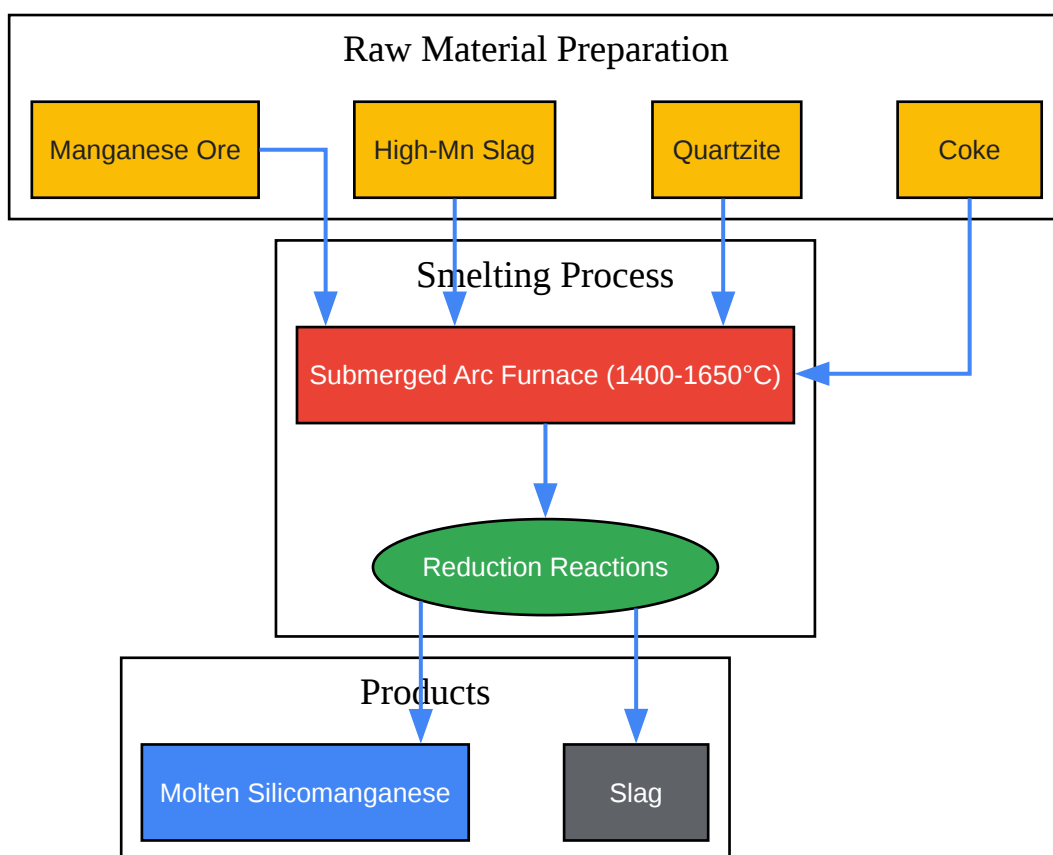 Raw Material Preparation
Manganese Ore
High-Mn Slag
Quartzite
Coke
Smelting Process
Submerged Arc Furnace (1400-1650°C)
Reduction Reactions
Products
Molten Silicomanganese
Slag